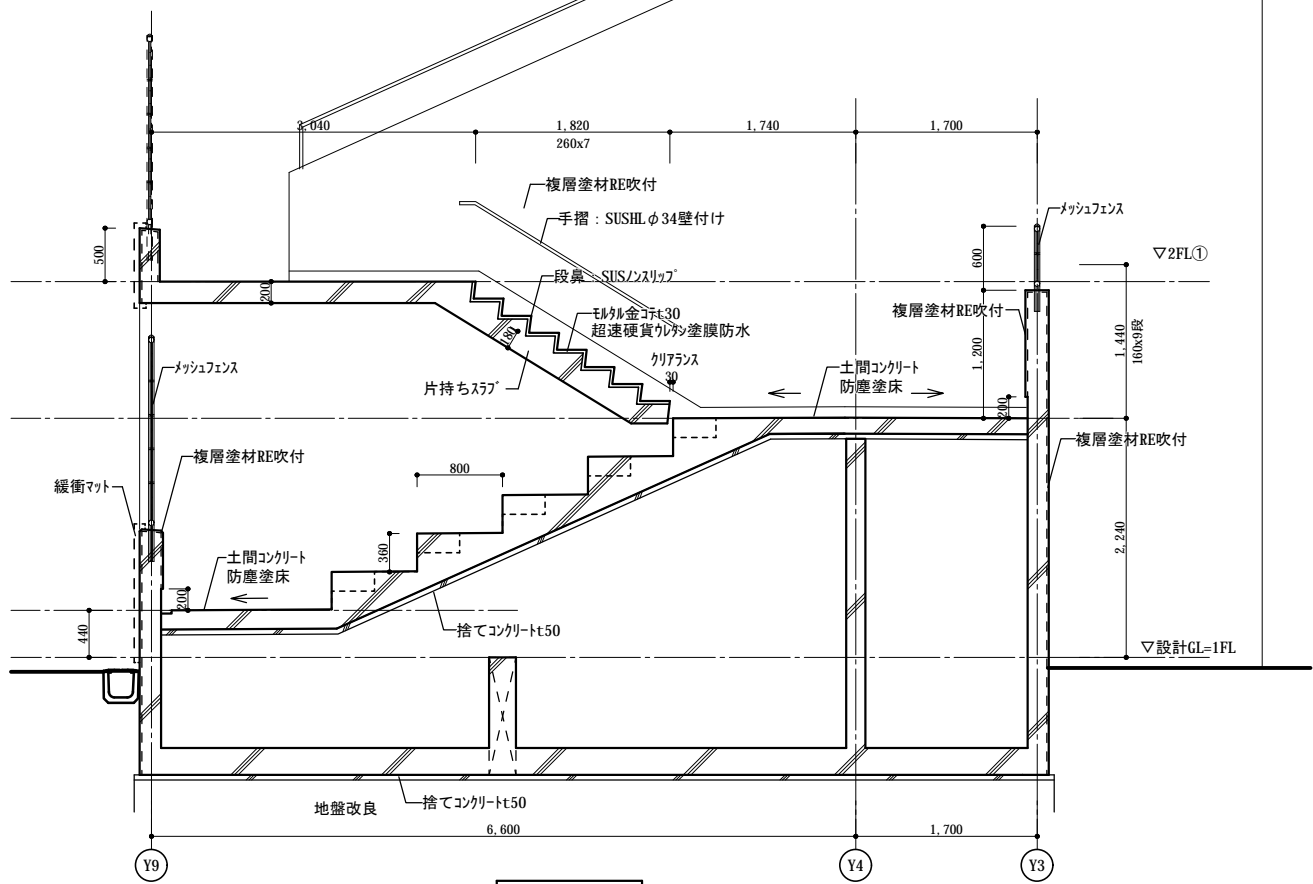 3,040
1,820
260x7
1,740
1,700
複層塗材RE吹付
手摺：SUSHLφ34壁付け
メッシュフェンス
▽2FL①
500
200
段鼻：SUSノンスリップ
600
モルタル金コテt30
超速硬貨ウレタン塗膜防水
複層塗材RE吹付
1,440
160x9段
1,200
180
クリアランス
30
メッシュフェンス
片持ちスラブ
土間コンクリート
防塵塗床
200
複層塗材RE吹付
複層塗材RE吹付
800
緩衝マット
2,240
360
土間コンクリート
防塵塗床
200
440
捨てコンクリートt50
▽設計GL=1FL
地盤改良
捨てコンクリートt50
6,600
1,700
Y9
Y4
Y3